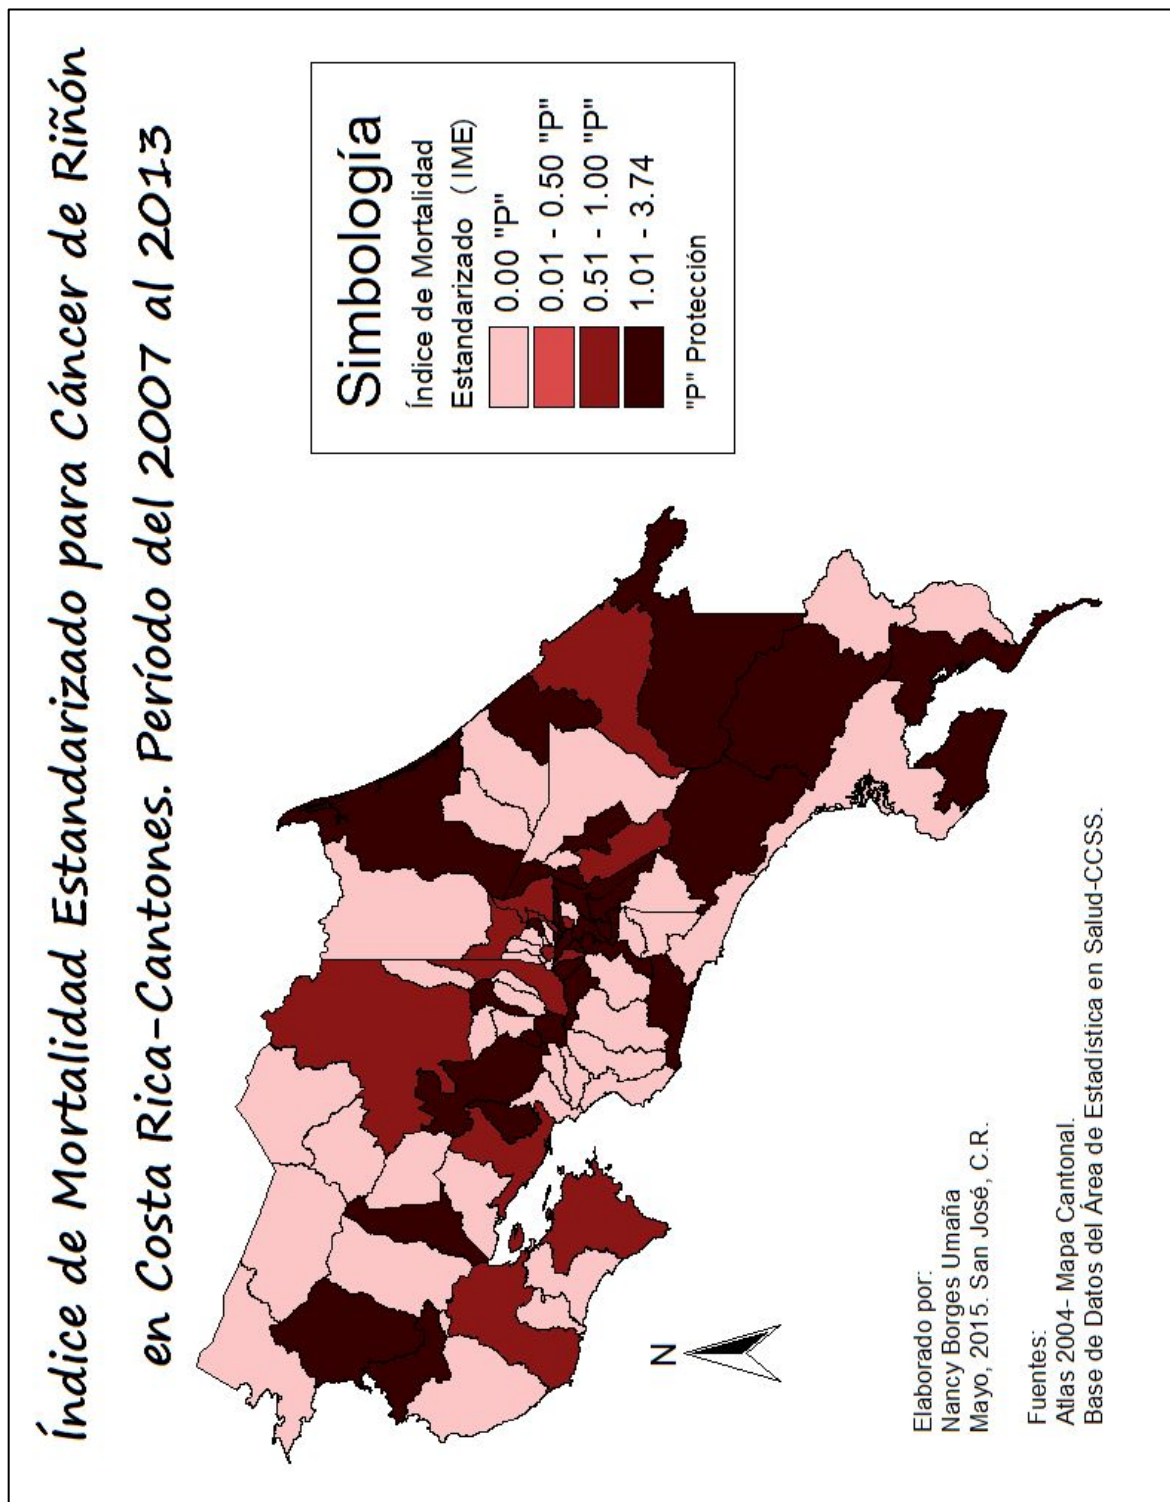 Índice de Mortalidad Estandarizado para Cáncer de Riñón
en Costa Rica-Cantones. Período del 2007 al 2013
Simbología
Índice de Mortalidad
Estandarizado (IME)
0.00 "P"
0.01 - 0.50 "P"
0.51 - 1.00 "P"
1.01 - 3.74
"P" Protección
N
Elaborado por:
Nancy Borges Umaña
Mayo, 2015. San José, C.R.
Fuentes:
Atlas 2004- Mapa Cantonal.
Base de Datos del Área de Estadística en Salud-CCSS.